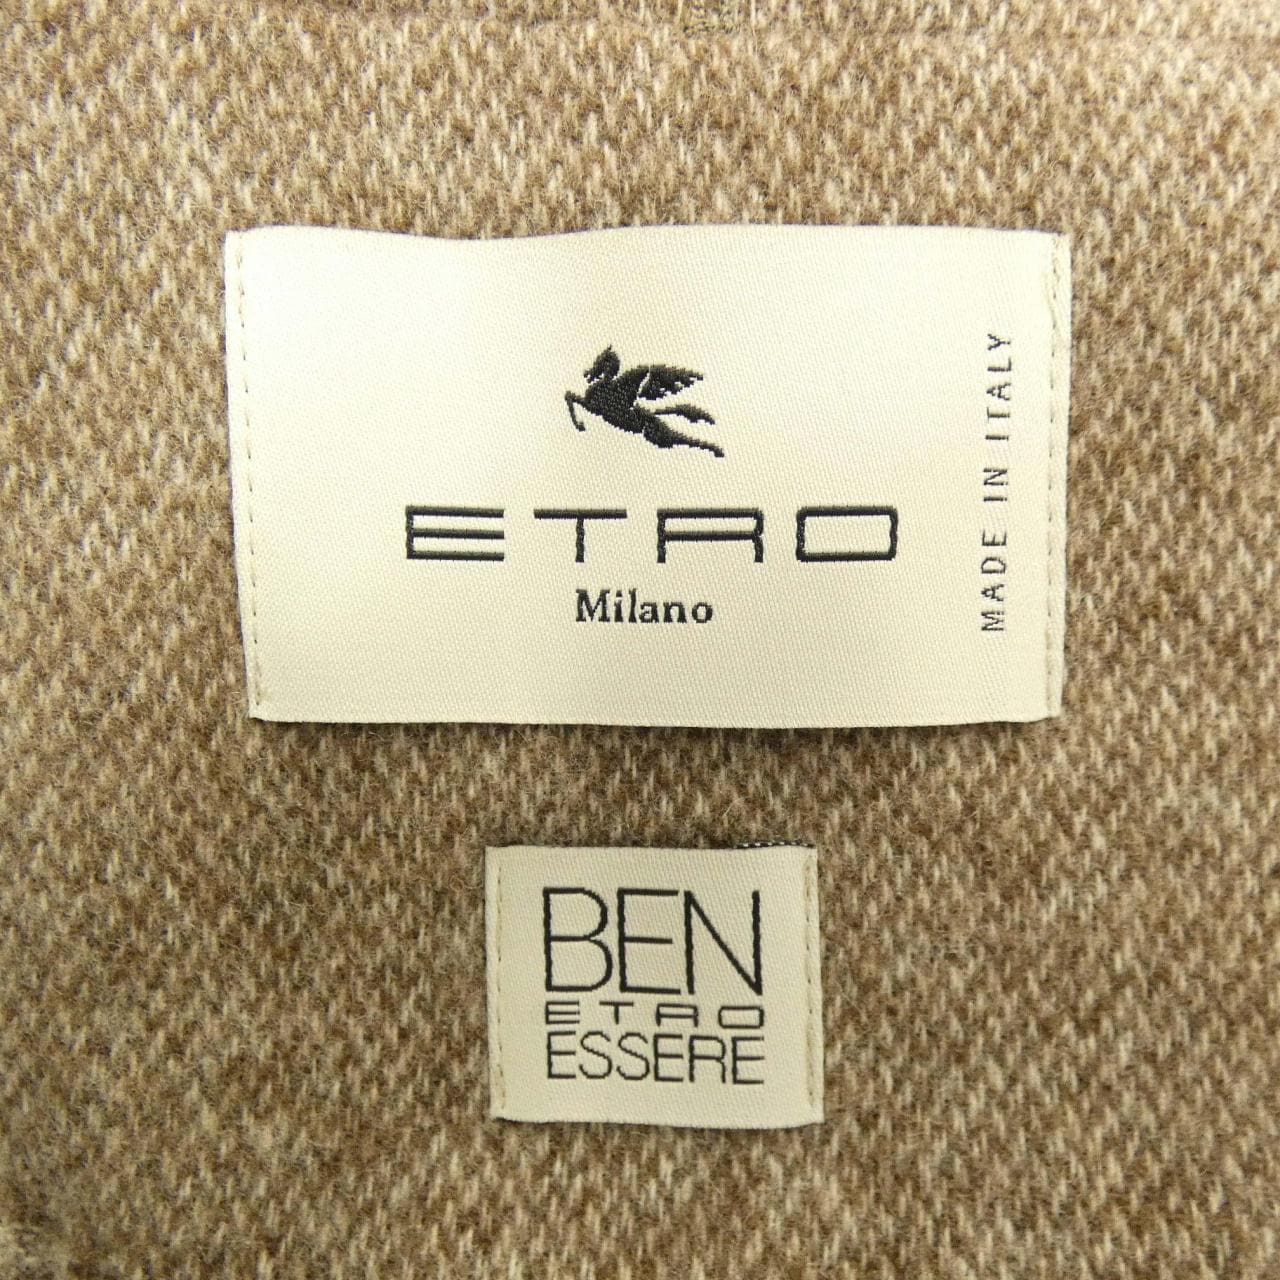 ETRO
Milano
MADE IN ITALY
BEN
ETRO
ESSERE